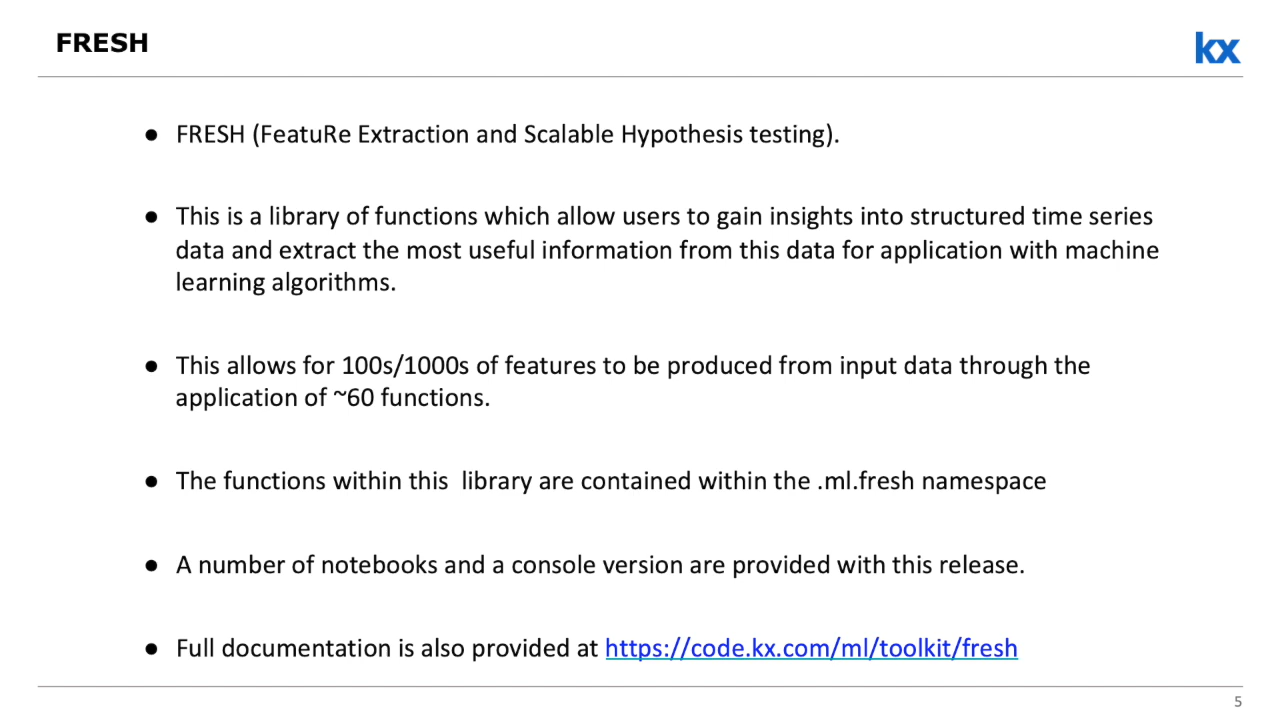 FRESH
kx
● FRESH (FeatuRe Extraction and Scalable Hypothesis testing).
● This is a library of functions which allow users to gain insights into structured time series
data and extract the most useful information from this data for application with machine
learning algorithms.
● This allows for 100s/1000s of features to be produced from input data through the
application of ~60 functions.
● The functions within this  library are contained within the .ml.fresh namespace
● A number of notebooks and a console version are provided with this release.
● Full documentation is also provided at https://code.kx.com/ml/toolkit/fresh
5